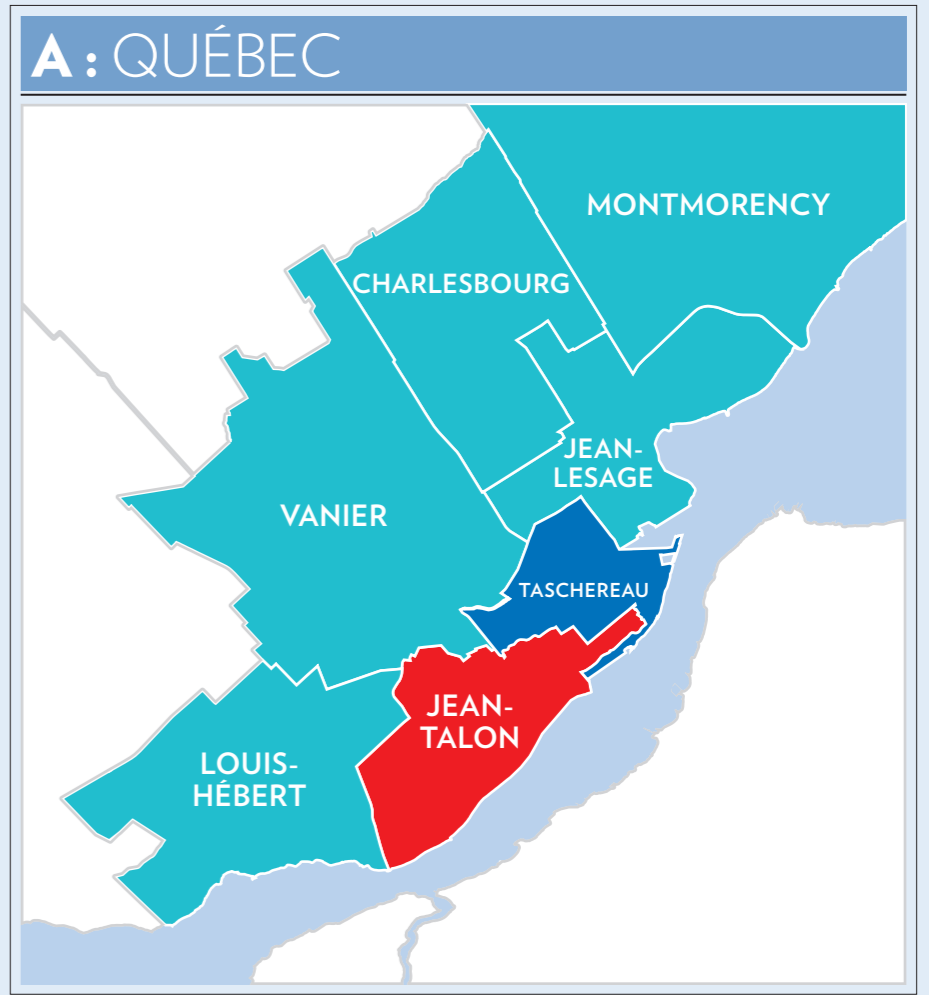 A : QUÉBEC
MONTMORENCY
CHARLESBOURG
JEAN-
LESAGE
VANIER
TASCHEREAU
JEAN-
TALON
LOUIS-
HÉBERT